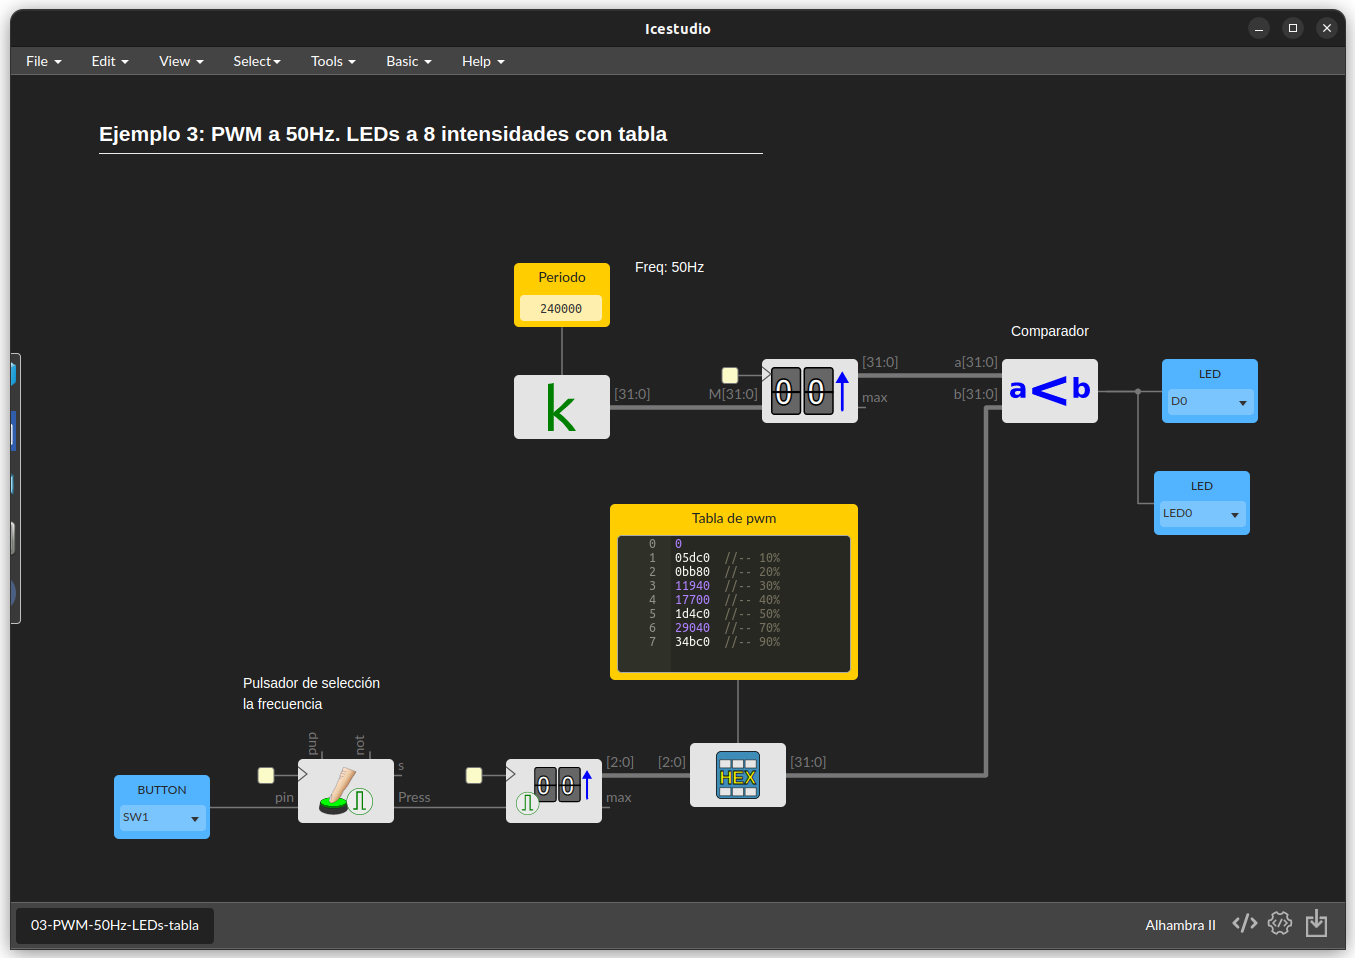 Icestudio
File Edit View Select Tools Basic Help
Ejemplo 3: PWM a 50Hz. LEDs a 8 intensidades con tabla
Periodo
240000
Freq: 50Hz
k
[31:0]
M[31:0]
00
[31:0]
max
Comparador
a[31:0]
b[31:0]
a<b
LED
D0
LED
LED0
Tabla de pwm
0 0
1 05dc0 //-- 10%
2 0bb80 //-- 20%
3 11940 //-- 30%
4 17700 //-- 40%
5 1d4c0 //-- 50%
6 29040 //-- 70%
7 34bc0 //-- 90%
Pulsador de selección
la frecuencia
BUTTON
SW1
pup
not
pin
s
Press
00
[2:0]
max
[2:0]
HEX
[31:0]
03-PWM-50Hz-LEDs-tabla
Alhambra II